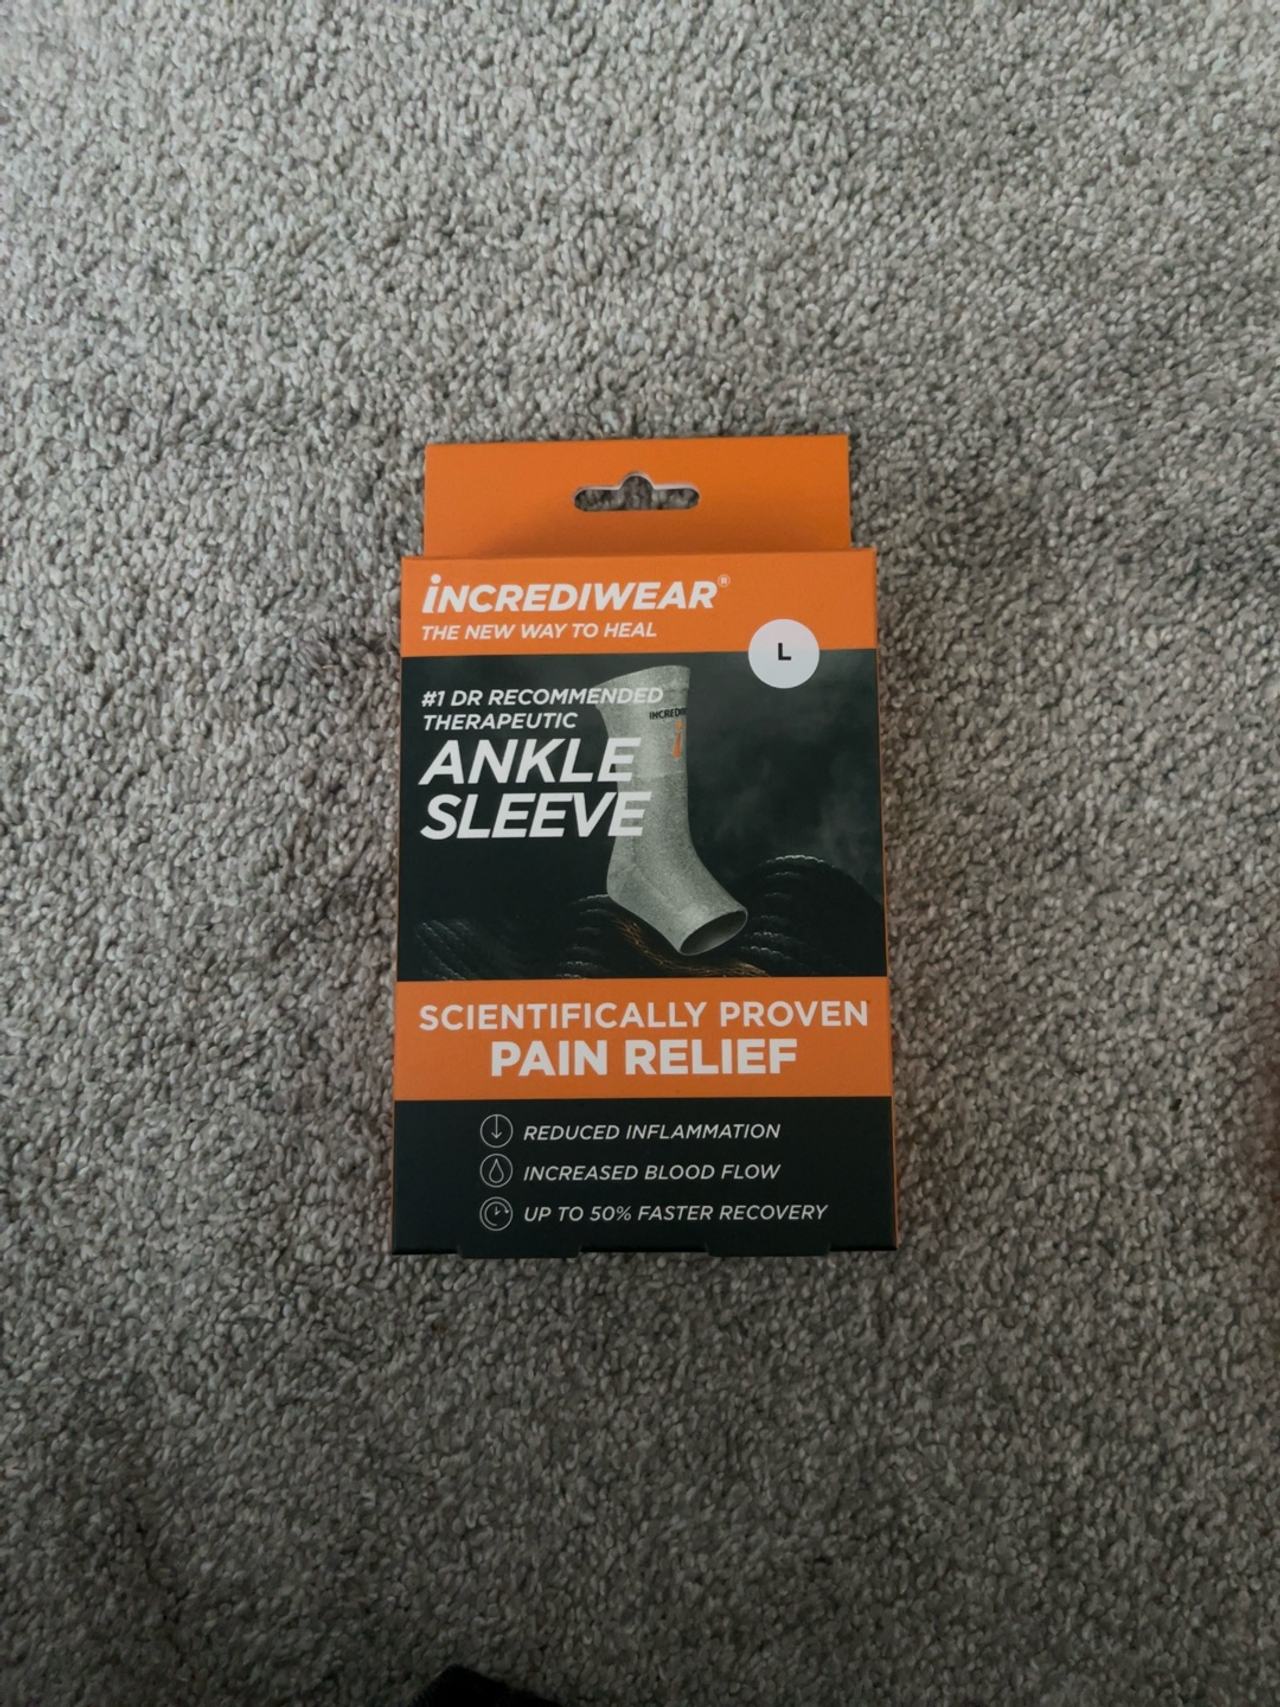 iNCREDIWEAR®
THE NEW WAY TO HEAL
L
#1 DR RECOMMENDED
THERAPEUTIC
ANKLE
SLEEVE
SCIENTIFICALLY PROVEN
PAIN RELIEF
REDUCED INFLAMMATION
INCREASED BLOOD FLOW
UP TO 50% FASTER RECOVERY